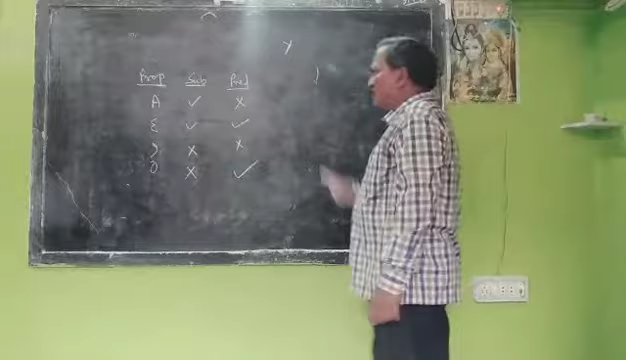 Prop Sub Pred
A ✓ ✗
E ✓ ✓
I ✗ ✗
O ✗ ✓